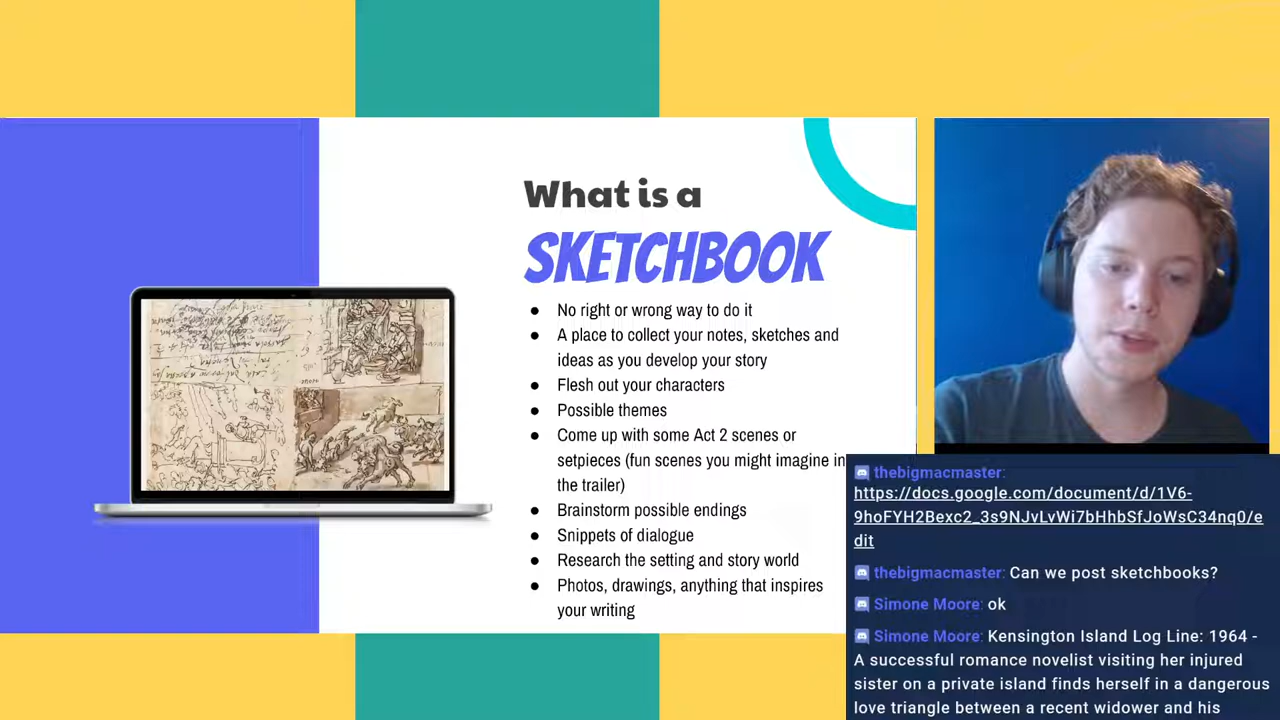 What is a
SKETCHBOOK
● No right or wrong way to do it
● A place to collect your notes, sketches and
ideas as you develop your story
● Flesh out your characters
● Possible themes
● Come up with some Act 2 scenes or
setpieces (fun scenes you might imagine in
the trailer)
● Brainstorm possible endings
● Snippets of dialogue
● Research the setting and story world
● Photos, drawings, anything that inspires
your writing
thebigmacmaster:
https://docs.google.com/document/d/1V6-
9hoFYH2Bexc2_3s9NJvLvWi7bHhbSfJoWsC34nq0/e
dit
thebigmacmaster: Can we post sketchbooks?
Simone Moore: ok
Simone Moore: Kensington Island Log Line: 1964 -
A successful romance novelist visiting her injured
sister on a private island finds herself in a dangerous
love triangle between a recent widower and his